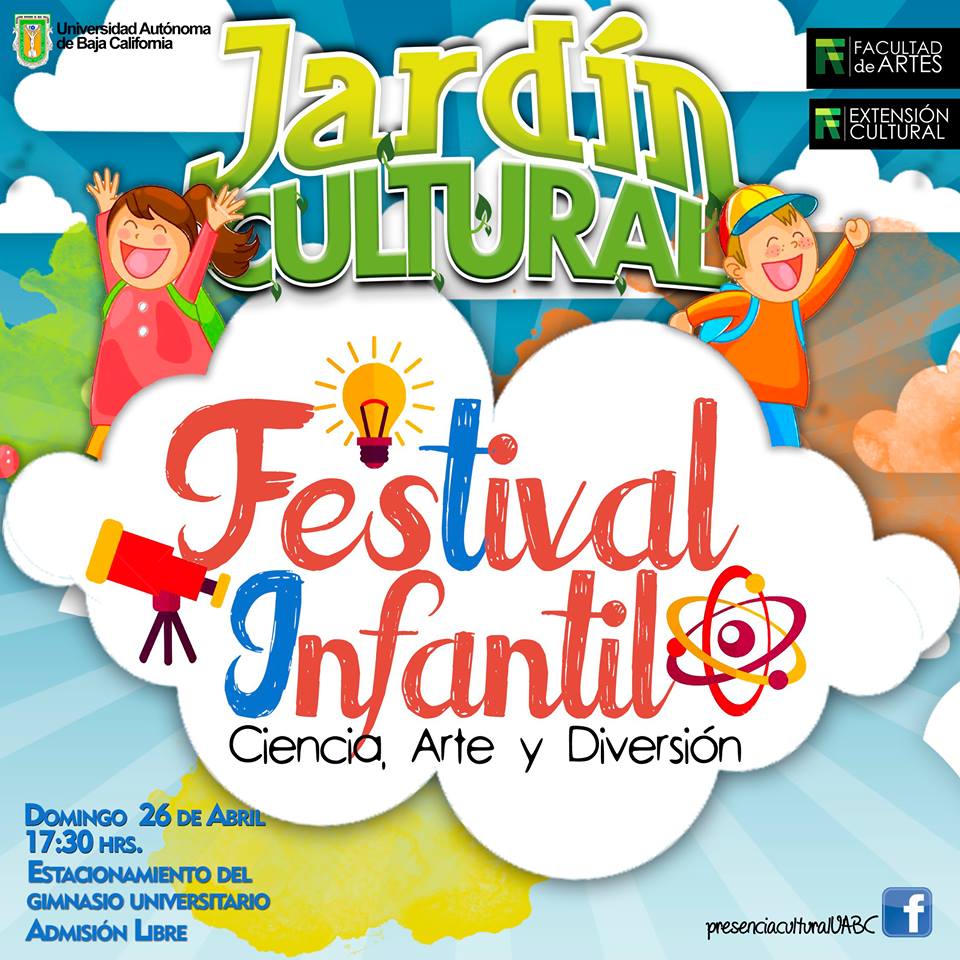 Universidad Autónoma
de Baja California
FACULTAD
de ARTES
EXTENSIÓN
CULTURAL
Jardín
CULTURAL
Festival
Infantil
Ciencia, Arte y Diversión
DOMINGO 26 DE ABRIL
17:30 HRS.
ESTACIONAMIENTO DEL
GIMNASIO UNIVERSITARIO
ADMISIÓN LIBRE
presenciaculturalUABC